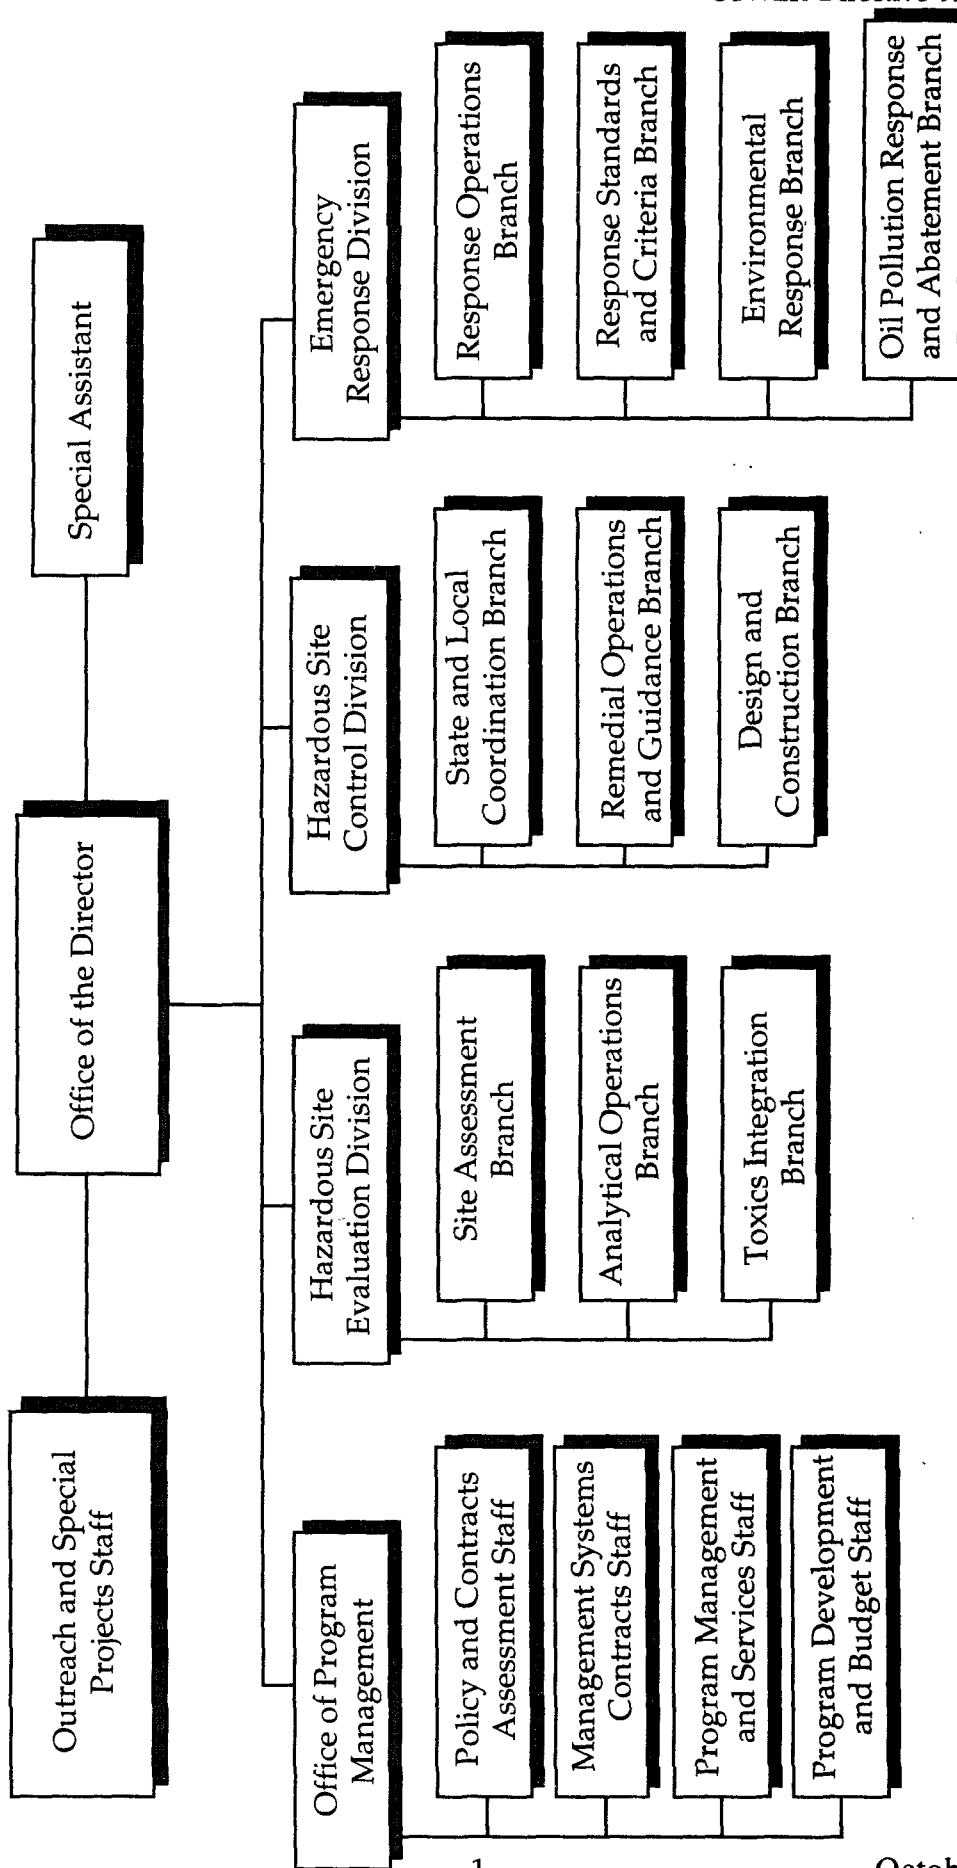 Outreach and Special
Projects Staff
Office of the Director
Special Assistant
Office of Program
Management
Policy and Contracts
Assessment Staff
Management Systems
Contracts Staff
Program Management
and Services Staff
Program Development
and Budget Staff
Hazardous Site
Evaluation Division
Site Assessment
Branch
Analytical Operations
Branch
Toxics Integration
Branch
Hazardous Site
Control Division
State and Local
Coordination Branch
Remedial Operations
and Guidance Branch
Design and
Construction Branch
Emergency
Response Division
Response Operations
Branch
Response Standards
and Criteria Branch
Environmental
Response Branch
Oil Pollution Response
and Abatement Branch
1